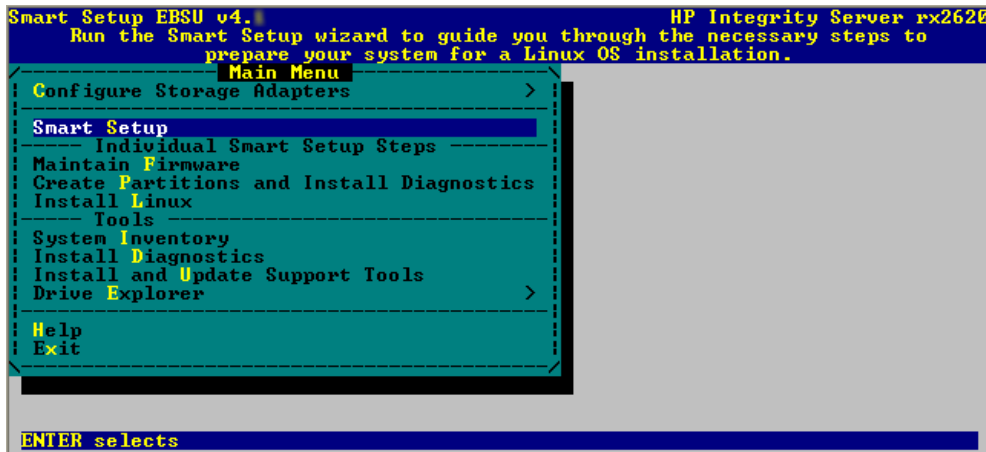 Smart Setup EBSU v4. HP Integrity Server rx2620
Run the Smart Setup wizard to guide you through the necessary steps to
prepare your system for a Linux OS installation.
Main Menu
Configure Storage Adapters >
Smart Setup
Individual Smart Setup Steps
Maintain Firmware
Create Partitions and Install Diagnostics
Install Linux
Tools
System Inventory
Install Diagnostics
Install and Update Support Tools
Drive Explorer >
Help
Exit
ENTER selects